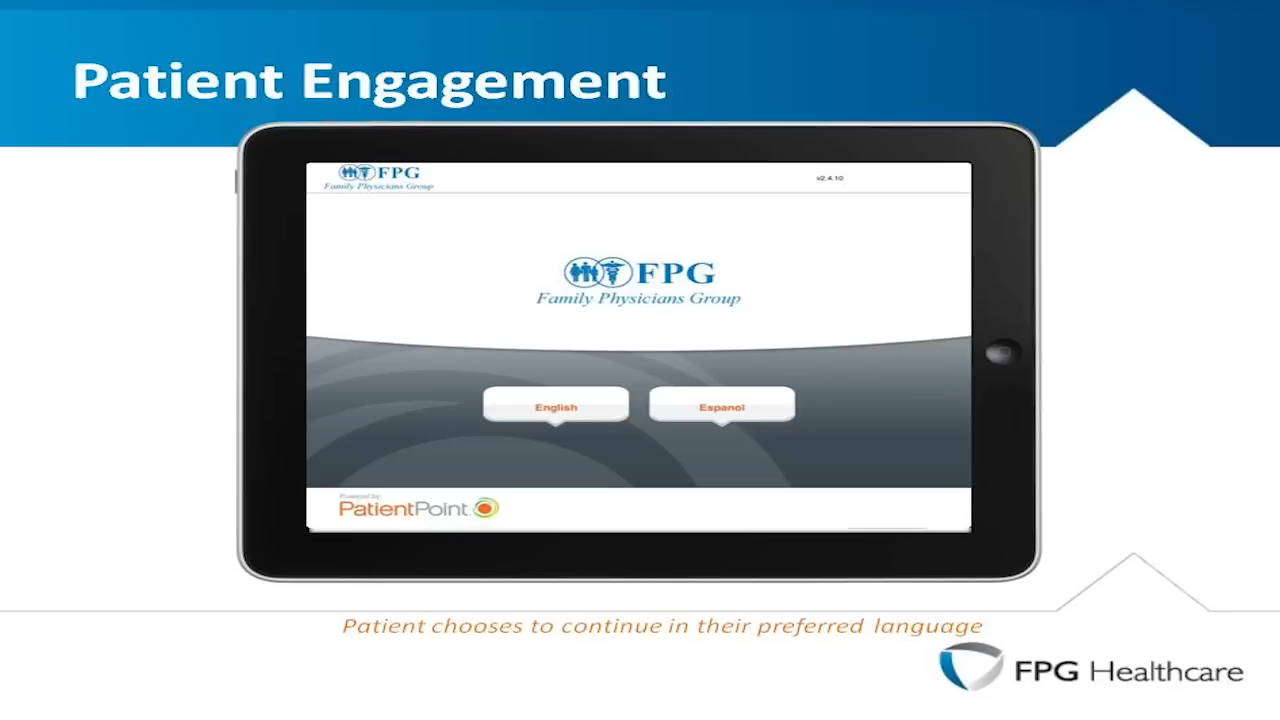 Patient Engagement
FPG
Family Physicians Group
v2.4.10
FPG
Family Physicians Group
English
Espanol
Powered by
PatientPoint
Patient chooses to continue in their preferred language
FPG Healthcare